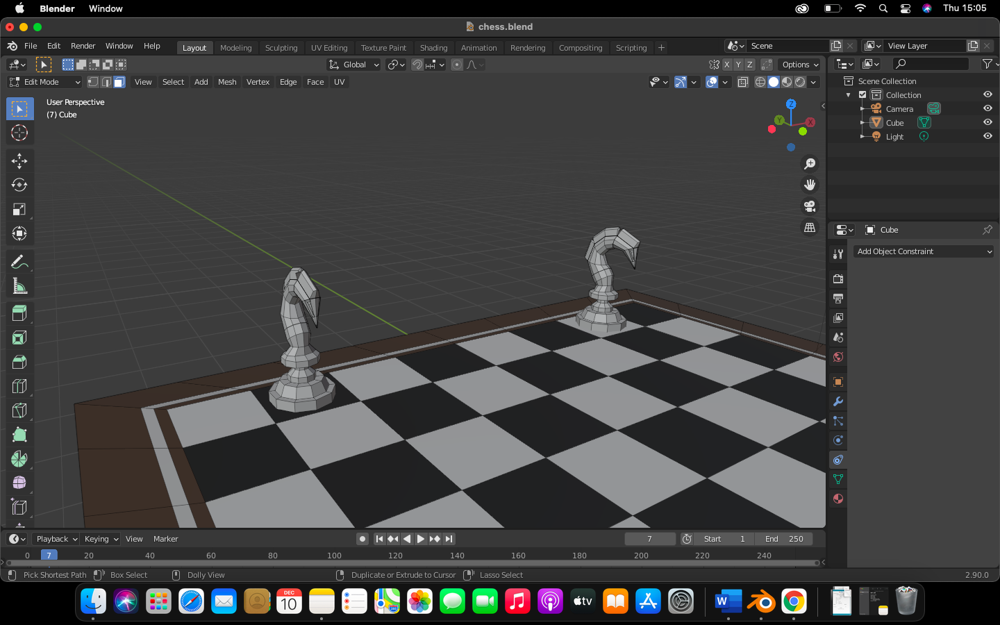 Blender Window Thu 15:05
chess.blend
File Edit Render Window Help Layout Modeling Sculpting UV Editing Texture Paint Shading Animation Rendering Compositing Scripting + Scene View Layer
Global X Y Z Options
Edit Mode View Select Add Mesh Vertex Edge Face UV
User Perspective
(7) Cube
Z
Y
X
Scene Collection
Collection
Camera
Cube
Light
Cube
Add Object Constraint
Playback Keying View Marker 7 Start 1 End 250
0 7 20 40 60 80 100 120 140 160 180 200 220 240
Pick Shortest Path Box Select Dolly View Duplicate or Extrude to Cursor Lasso Select 2.90.0
DEC
10
tv
W